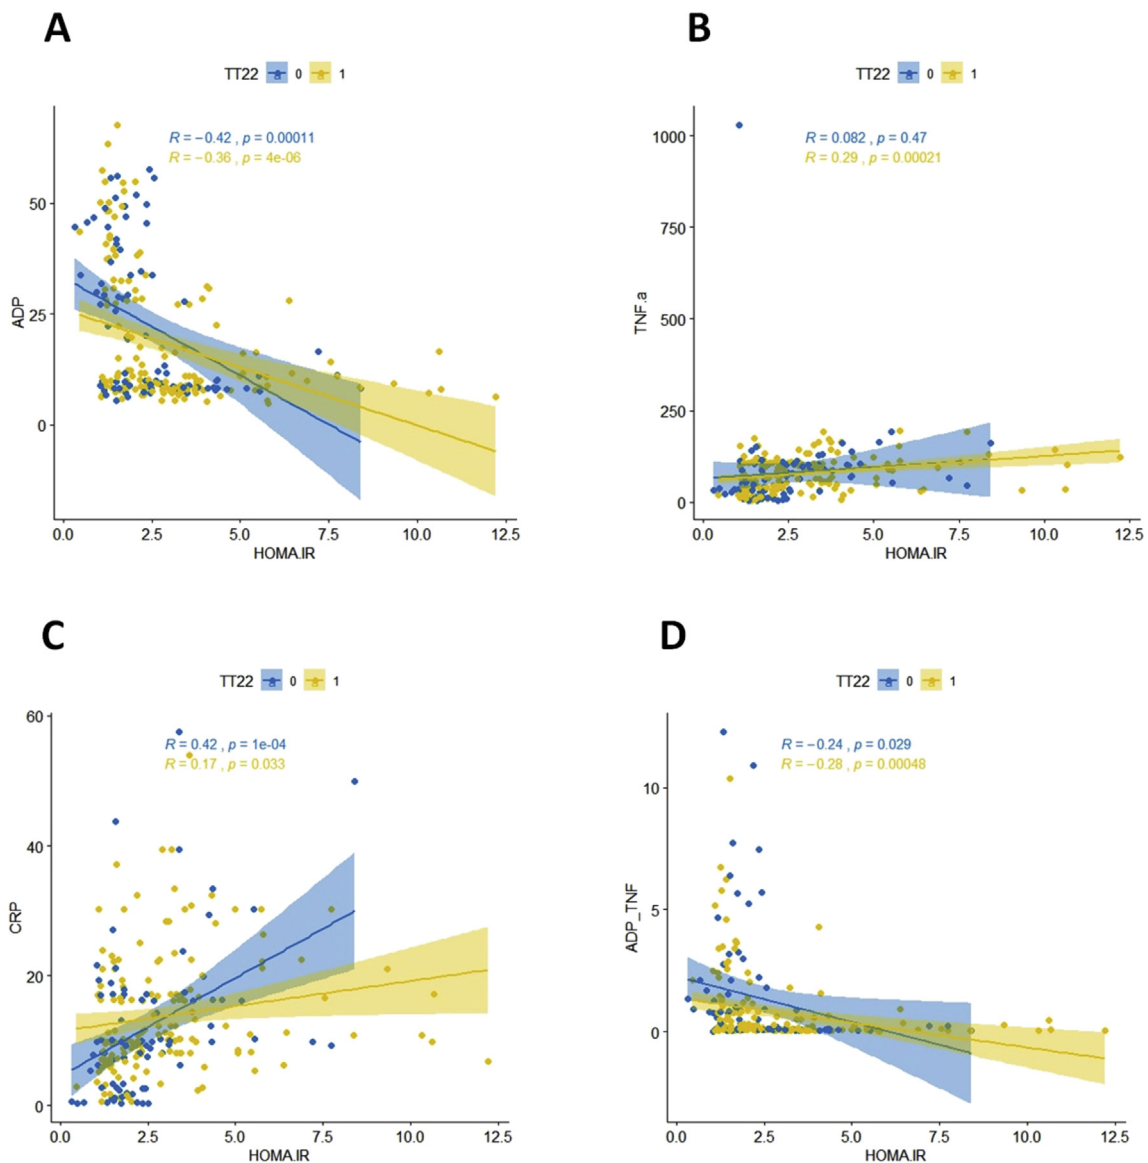 A
TT22 0 1
R = −0.42 , p = 0.00011
R = −0.36 , p = 4e-06
50
25
0
ADP
0.0 2.5 5.0 7.5 10.0 12.5
HOMA.IR
B
TT22 0 1
R = 0.082 , p = 0.47
R = 0.29 , p = 0.00021
1000
750
500
250
0
TNF.a
0.0 2.5 5.0 7.5 10.0 12.5
HOMA.IR
C
TT22 0 1
R = 0.42 , p = 1e-04
R = 0.17 , p = 0.033
60
40
20
0
CRP
0.0 2.5 5.0 7.5 10.0 12.5
HOMA.IR
D
TT22 0 1
R = −0.24 , p = 0.029
R = −0.28 , p = 0.00048
10
5
0
ADP_TNF
0.0 2.5 5.0 7.5 10.0 12.5
HOMA.IR